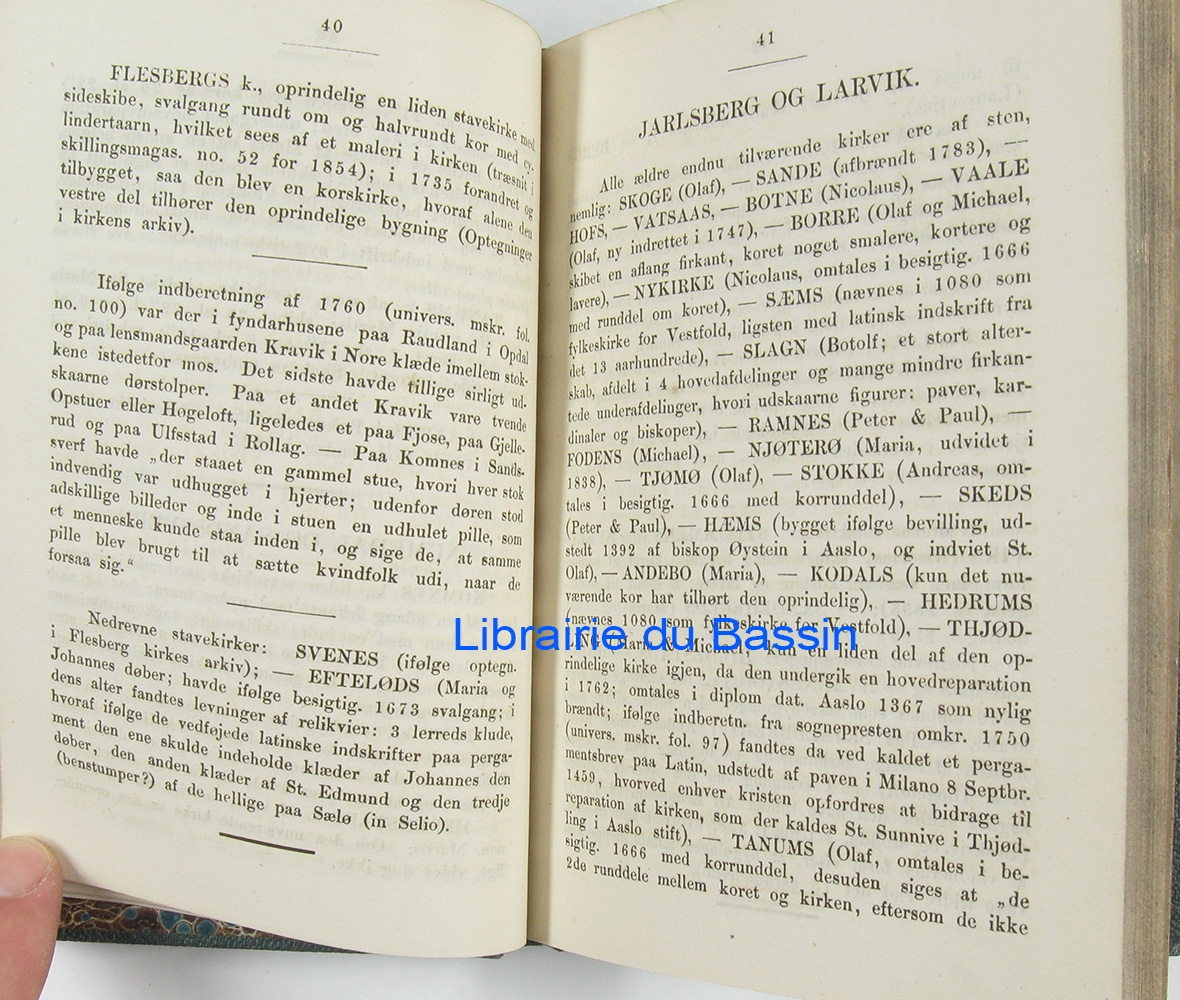 40
FLESBERGS k., oprindelig en liden stavekirke med
sideskibe, svalgang rundt om og halvrundt kor med cy-
lindertaarn, hvilket sees af et maleri i kirken (træsnit i
skillingsmagas. no. 52 for 1854); i 1735 forandret og
tilbygget, saa den blev en korskirke, hvoraf alene den
vestre del tilhører den oprindelige bygning (Optegninger
i kirkens arkiv).
Ifølge indberetning af 1760 (univers. mskr. fol.
no. 100) var der i fyndarhusene paa Raudland i Opdal
og paa lensmandsgaarden Kravik i Nore klæde imellem stok-
kene istedetfor mos. Det sidste havde tillige sirligt ud-
skaarne dørstolper. Paa et andet Kravik vare tvende
Opstuer eller Høgeloft, ligeledes et paa Fjose, paa Gjelle-
rud og paa Ulfsstad i Rollag. — Paa Komnes i Sands-
sverf havde „der staaet en gammel stue, hvori hver stok
indvendig var udhugget i hjerter; udenfor døren stod
adskillige billeder og inde i stuen en udhulet pille, som
et menneske kunde staa inden i, og sige de, at samme
pille blev brugt til at sætte kvindfolk udi, naar de
forsaa sig.“
Nedrevne stavekirker: SVENES (ifølge optegn.
i Flesberg kirkes arkiv); — EFTELØDS (Maria og
Johannes døber; havde ifølge besigtig. 1673 svalgang; i
dens alter fandtes levninger af relikvier: 3 lerreds klude,
hvoraf ifølge de vedføjede latinske indskrifter paa perga-
ment den ene skulde indeholde klæder af Johannes den
døber, den anden klæder af St. Edmund og den tredje
(benstumper?) af de hellige paa Sælø (in Selio).
41
JARLSBERG OG LARVIK.
Alle ældre endnu tilværende kirker ere af sten,
nemlig: SKOGE (Olaf), — SANDE (afbrændt 1783), —
HOFS, — VATSAAS, — BOTNE (Nicolaus), — VAALE
(Olaf, ny indrettet i 1747), — BORRE (Olaf og Michael,
skibet en aflang firkant, koret noget smalere, kortere og
lavere), — NYKIRKE (Nicolaus, omtales i besigtig. 1666
med runddel om koret), — SÆMS (nævnes i 1080 som
fylkeskirke for Vestfold, ligsten med latinsk indskrift fra
det 13 aarhundrede), — SLAGN (Botolf; et stort alter-
skab, afdelt i 4 hovedafdelinger og mange mindre firkan-
tede underafdelinger, hvori udskaarne figurer: paver, kar-
dinaler og biskoper), — RAMNES (Peter & Paul), —
FODENS (Michael), — NJØTERØ (Maria, udvidet i
1838), — TJØMØ (Olaf), — STOKKE (Andreas, om-
tales i besigtig. 1666 med korrunddel), — SKEDS
(Peter & Paul), — HÆMS (bygget ifølge bevilling, ud-
stedt 1392 af biskop Øystein i Aaslo, og indviet St.
Olaf), — ANDEBO (Maria), — KODALS (kun det nu-
værende kor har tilhørt den oprindelig), — HEDRUMS
(nævnes 1080 som fylkeskirke for Vestfold), — THJØD-
LING (Maria & Michael, kun en liden del af den op-
rindelige kirke igjen, da den undergik en hovedreparation
i 1762; omtales i diplom dat. Aaslo 1367 som nylig
brændt; ifølge indberetn. fra sognepresten omkr. 1750
(univers. mskr. fol. 97) fandtes da ved kaldet et perga-
mentsbrev paa Latin, udstedt af paven i Milano 8 Septbr.
1459, hvorved enhver kristen opfordres at bidrage til
reparation af kirken, som der kaldes St. Sunnive i Thjød-
ling i Aaslo stift), — TANUMS (Olaf, omtales i be-
sigtig. 1666 med korrunddel, desuden siges at „de
2de runddele mellem koret og kirken, eftersom de ikke
Librairie du Bassin